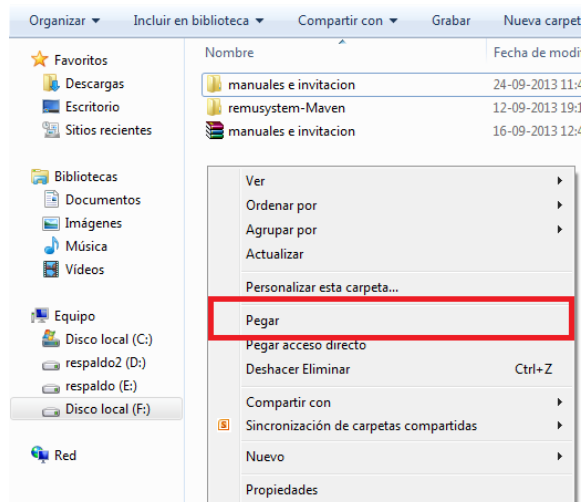 Organizar Incluir en biblioteca Compartir con Grabar Nueva carpet
Favoritos
Descargas
Escritorio
Sitios recientes
Bibliotecas
Documentos
Imágenes
Música
Vídeos
Equipo
Disco local (C:)
respaldo2 (D:)
respaldo (E:)
Disco local (F:)
Red
Nombre Fecha de modi
manuales e invitacion 24-09-2013 11:4
remusystem-Maven 12-09-2013 19:1
manuales e invitacion 16-09-2013 12:4
Ver
Ordenar por
Agrupar por
Actualizar
Personalizar esta carpeta...
Pegar
Pegar acceso directo
Deshacer Eliminar Ctrl+Z
Compartir con
Sincronización de carpetas compartidas
Nuevo
Propiedades